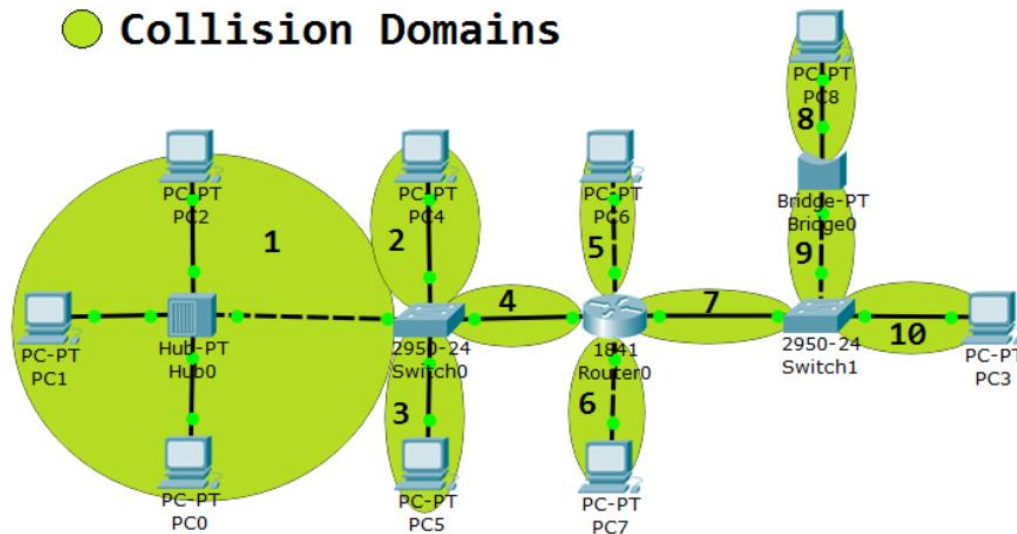 Collision Domains
PC-PT
PC2
1
PC-PT
PC1
Hub-PT
Hub0
PC-PT
PC0
PC-PT
PC4
2
2950-24
Switch0
3
PC-PT
PC5
4
PC-PT
PC6
5
1841
Router0
6
PC-PT
PC7
7
PC-PT
PC8
8
Bridge-PT
Bridge0
9
2950-24
Switch1
10
PC-PT
PC3